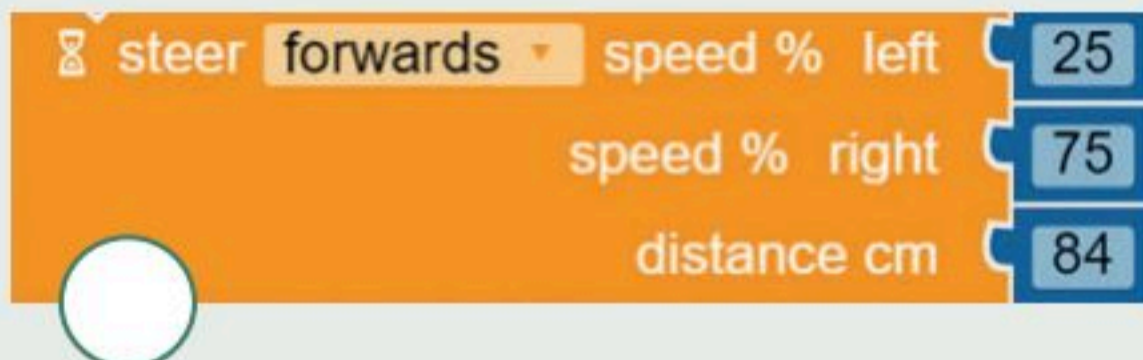 steer forwards speed % left 25
speed % right 75
distance cm 84